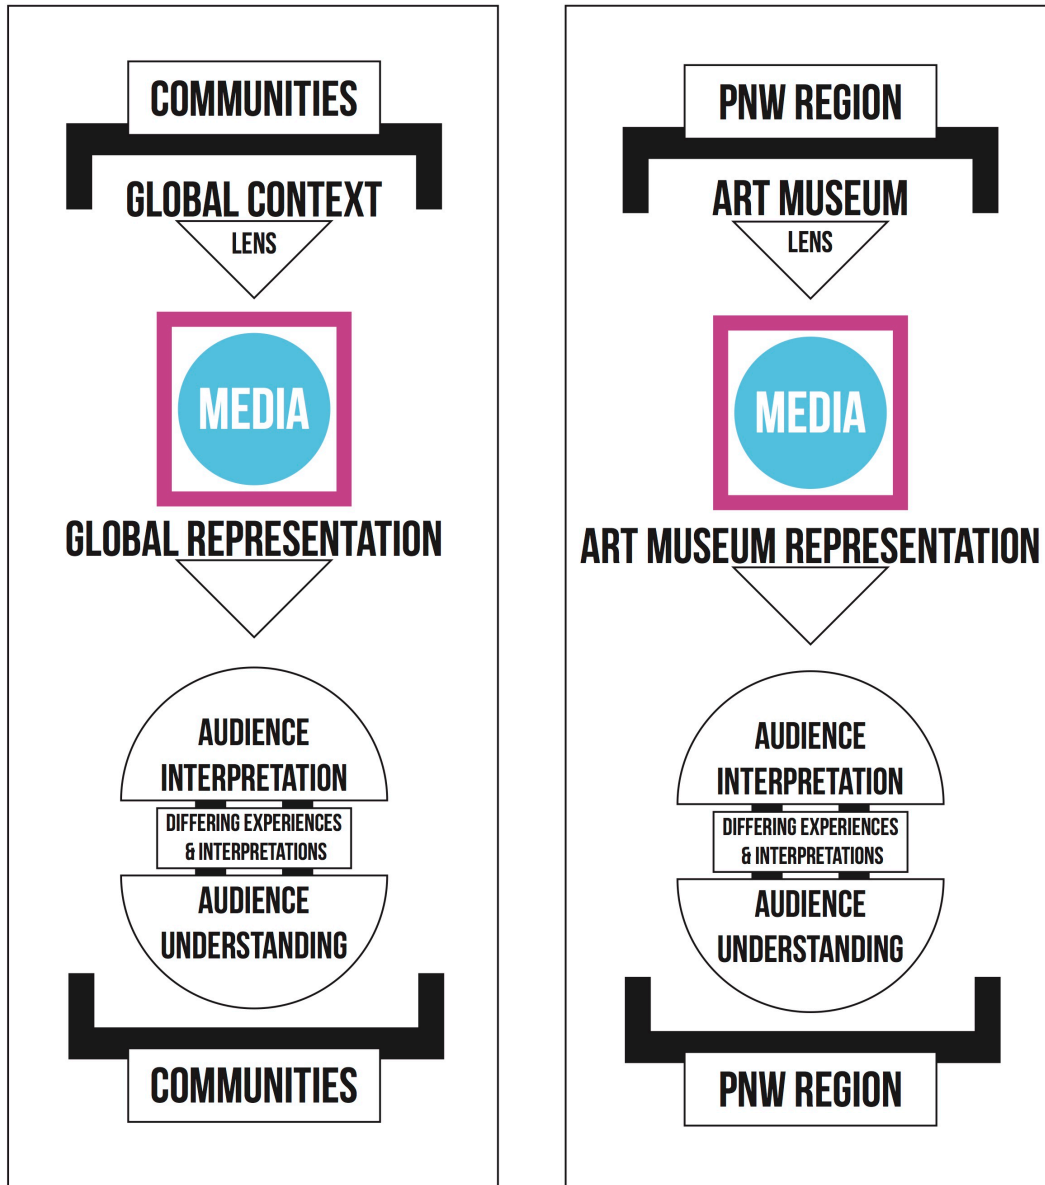 COMMUNITIES
GLOBAL CONTEXT
LENS
MEDIA
GLOBAL REPRESENTATION
AUDIENCE
INTERPRETATION
DIFFERING EXPERIENCES
& INTERPRETATIONS
AUDIENCE
UNDERSTANDING
COMMUNITIES
PNW REGION
ART MUSEUM
LENS
MEDIA
ART MUSEUM REPRESENTATION
AUDIENCE
INTERPRETATION
DIFFERING EXPERIENCES
& INTERPRETATIONS
AUDIENCE
UNDERSTANDING
PNW REGION